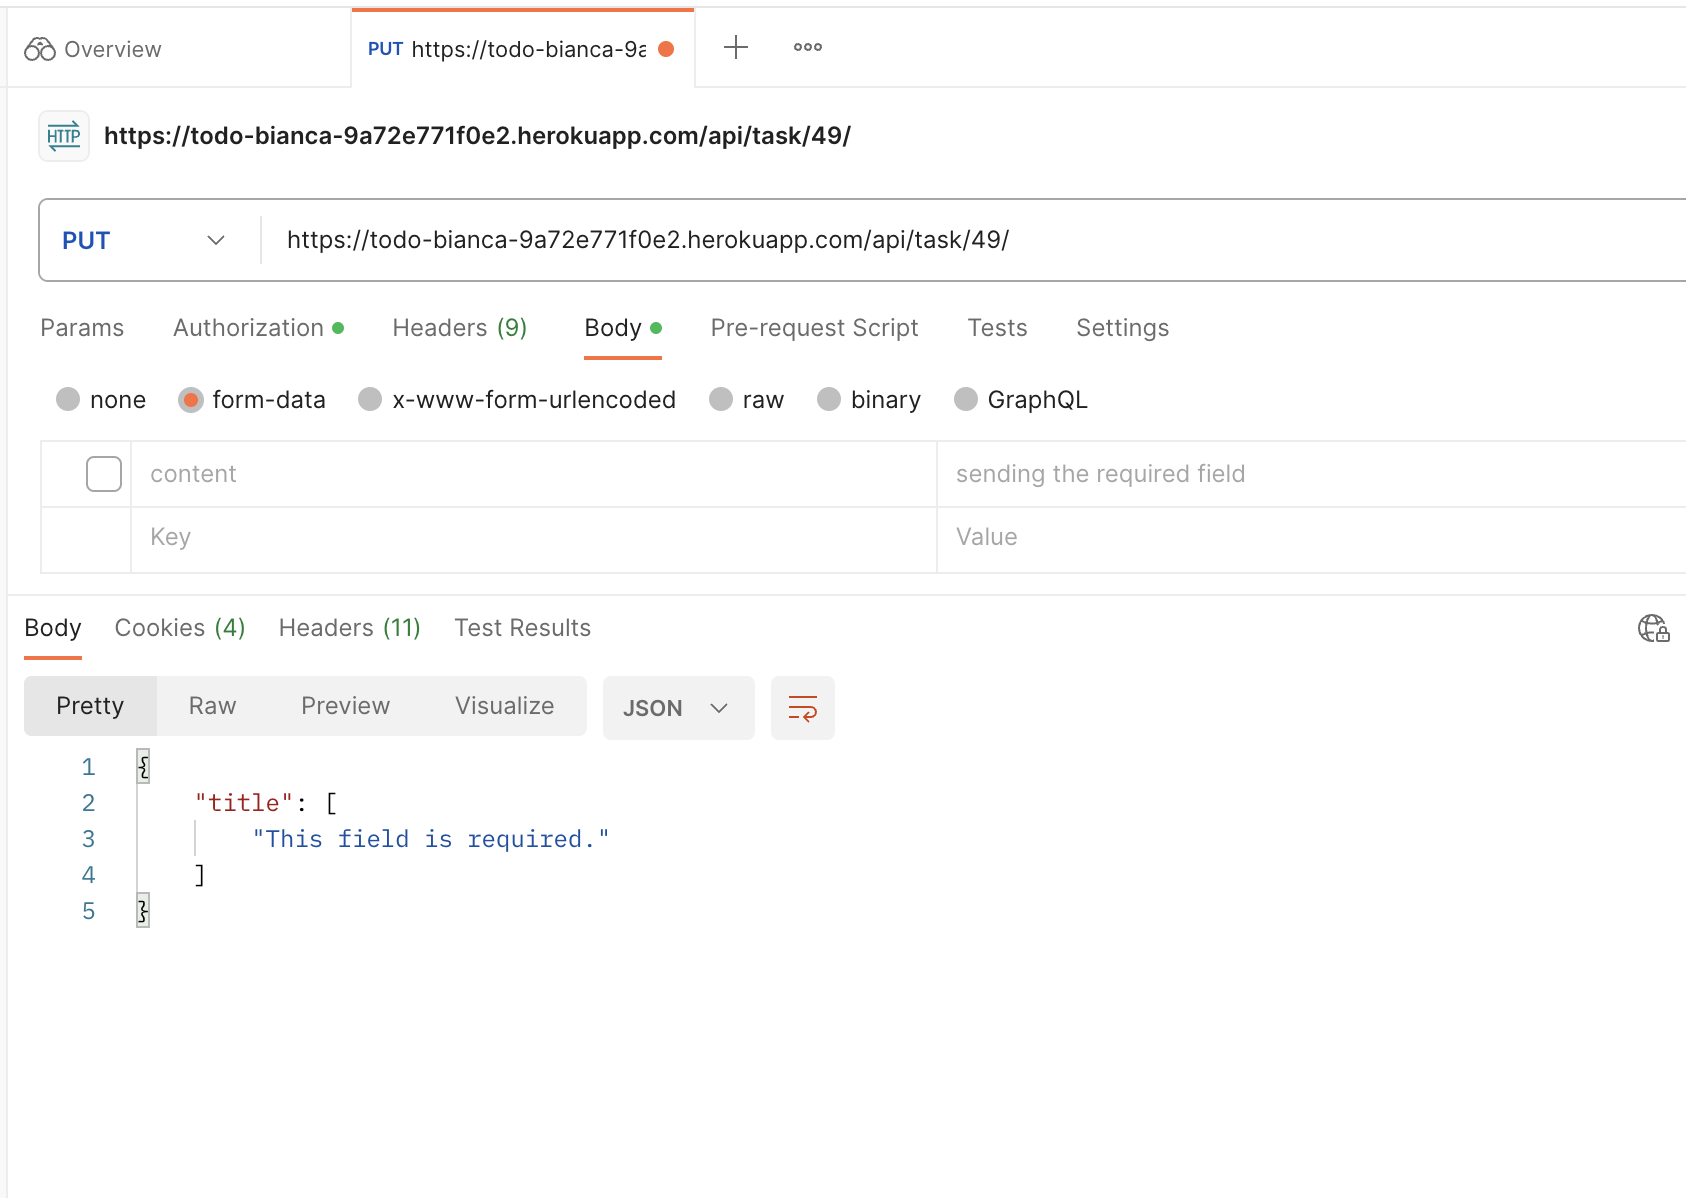 Overview
PUT https://todo-bianca-9a
HTTP https://todo-bianca-9a72e771f0e2.herokuapp.com/api/task/49/
PUT https://todo-bianca-9a72e771f0e2.herokuapp.com/api/task/49/
Params Authorization Headers (9) Body Pre-request Script Tests Settings
none form-data x-www-form-urlencoded raw binary GraphQL
content sending the required field
Key Value
Body Cookies (4) Headers (11) Test Results
Pretty Raw Preview Visualize JSON
1 {
2 "title": [
3 "This field is required."
4 ]
5 }